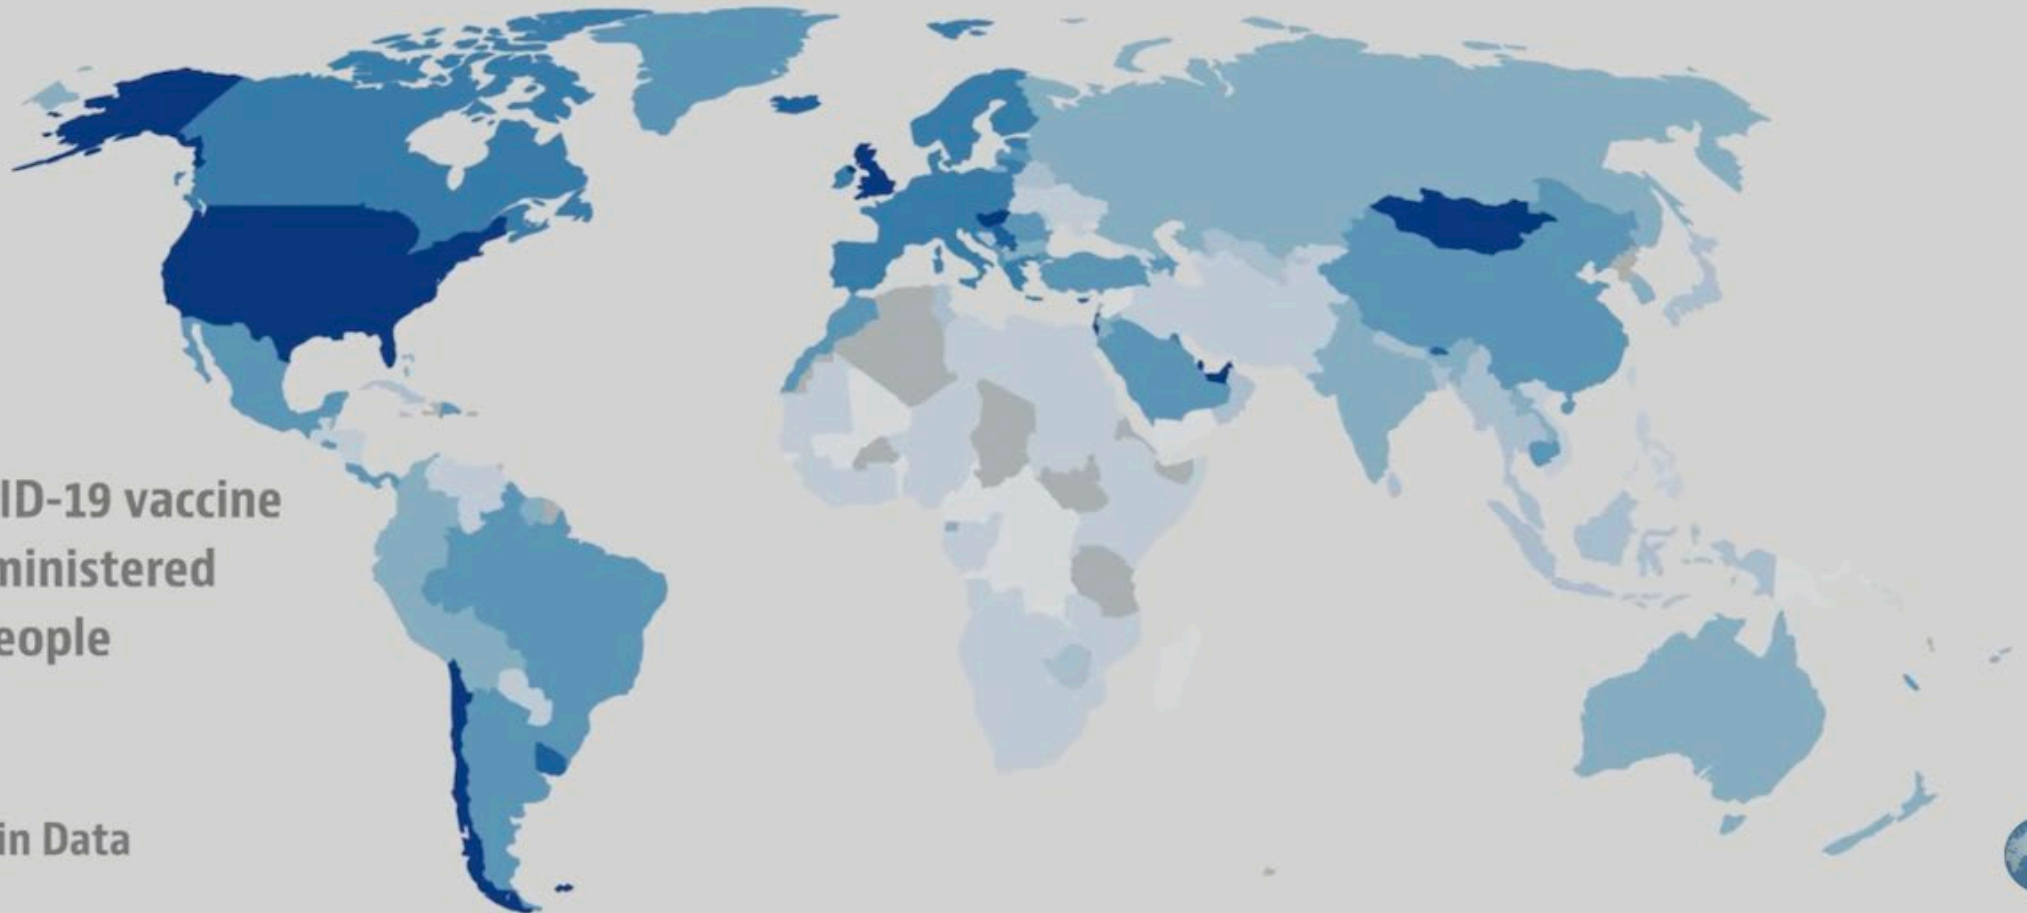 ID-19 vaccine
ministered
eople
in Data